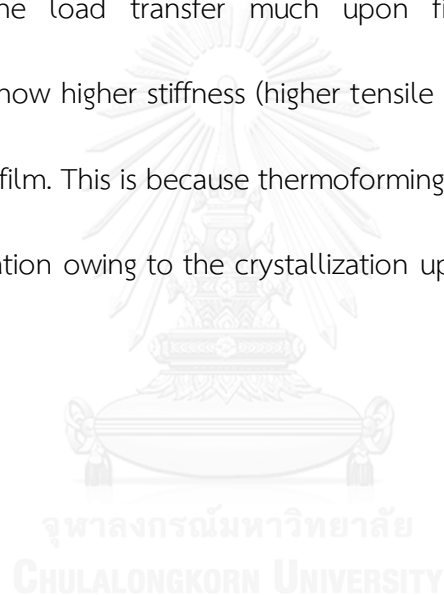 he load transfer much upon fi
now higher stiffness (higher tensile
film. This is because thermoforming
ation owing to the crystallization up
จุฬาลงกรณ์มหาวิทยาลัย
CHULALONGKORN UNIVERSITY